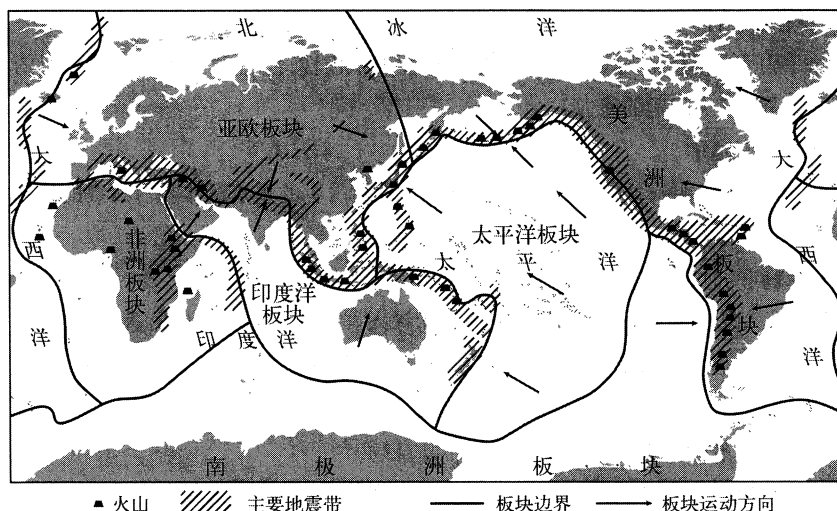 北冰洋
亚欧板块
美洲板块
大西洋
大西洋
非洲板块
太平洋板块
太平洋
印度洋
板块
印度洋
南极洲板块
火山 主要地震带 板块边界 板块运动方向